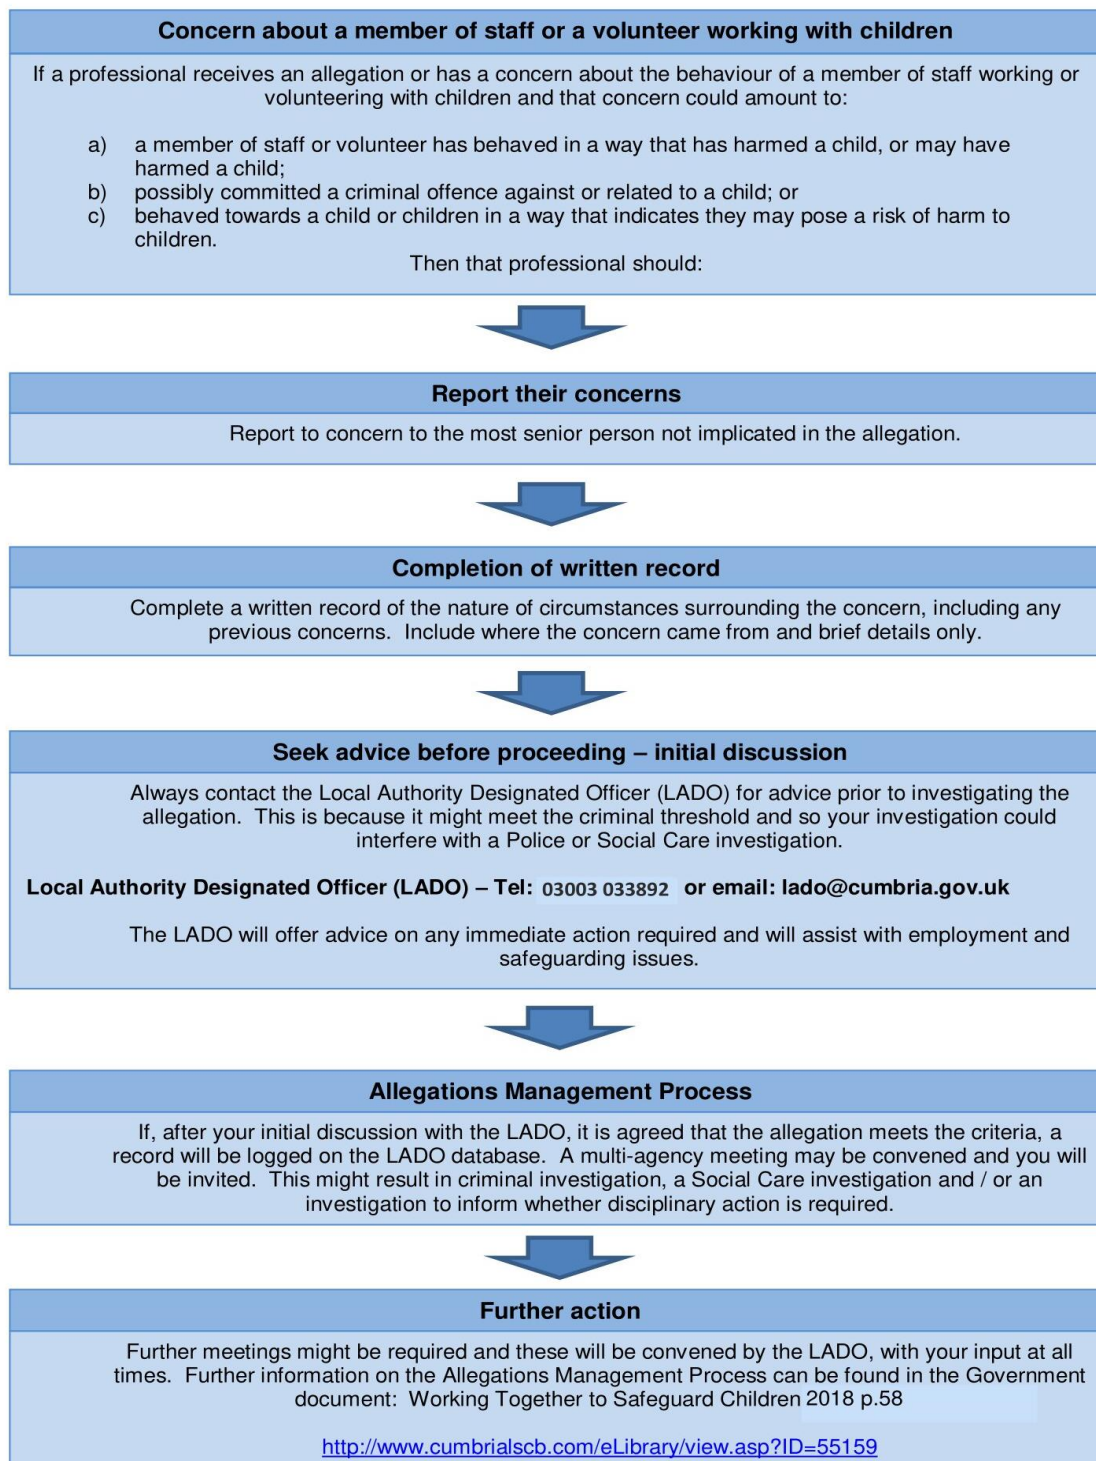 Concern about a member of staff or a volunteer working with children
If a professional receives an allegation or has a concern about the behaviour of a member of staff working or
volunteering with children and that concern could amount to:
a) a member of staff or volunteer has behaved in a way that has harmed a child, or may have
harmed a child;
b) possibly committed a criminal offence against or related to a child; or
c) behaved towards a child or children in a way that indicates they may pose a risk of harm to
children.
Then that professional should:
Report their concerns
Report to concern to the most senior person not implicated in the allegation.
Completion of written record
Complete a written record of the nature of circumstances surrounding the concern, including any
previous concerns. Include where the concern came from and brief details only.
Seek advice before proceeding – initial discussion
Always contact the Local Authority Designated Officer (LADO) for advice prior to investigating the
allegation. This is because it might meet the criminal threshold and so your investigation could
interfere with a Police or Social Care investigation.
Local Authority Designated Officer (LADO) – Tel: 03003 033892 or email: lado@cumbria.gov.uk
The LADO will offer advice on any immediate action required and will assist with employment and
safeguarding issues.
Allegations Management Process
If, after your initial discussion with the LADO, it is agreed that the allegation meets the criteria, a
record will be logged on the LADO database. A multi-agency meeting may be convened and you will
be invited. This might result in criminal investigation, a Social Care investigation and / or an
investigation to inform whether disciplinary action is required.
Further action
Further meetings might be required and these will be convened by the LADO, with your input at all
times. Further information on the Allegations Management Process can be found in the Government
document: Working Together to Safeguard Children 2018 p.58
http://www.cumbrialscb.com/eLibrary/view.asp?ID=55159